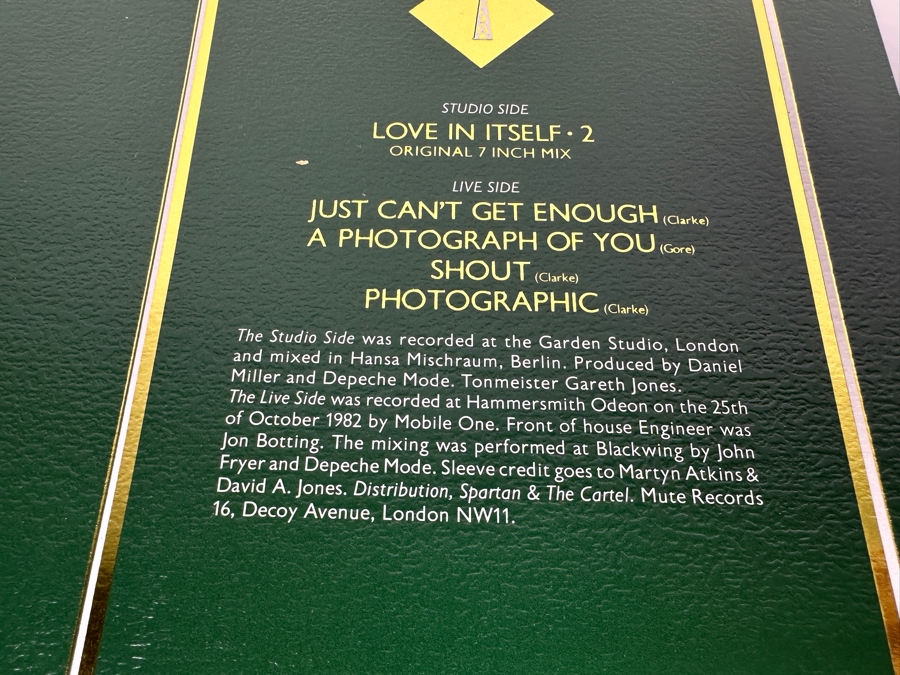 STUDIO SIDE
LOVE IN ITSELF · 2
ORIGINAL 7 INCH MIX
LIVE SIDE
JUST CAN'T GET ENOUGH (Clarke)
A PHOTOGRAPH OF YOU (Gore)
SHOUT (Clarke)
PHOTOGRAPHIC (Clarke)
The Studio Side was recorded at the Garden Studio, London
and mixed in Hansa Mischraum, Berlin. Produced by Daniel
Miller and Depeche Mode. Tonmeister Gareth Jones.
The Live Side was recorded at Hammersmith Odeon on the 25th
of October 1982 by Mobile One. Front of house Engineer was
Jon Botting. The mixing was performed at Blackwing by John
Fryer and Depeche Mode. Sleeve credit goes to Martyn Atkins &
David A. Jones. Distribution, Spartan & The Cartel. Mute Records
16, Decoy Avenue, London NW11.